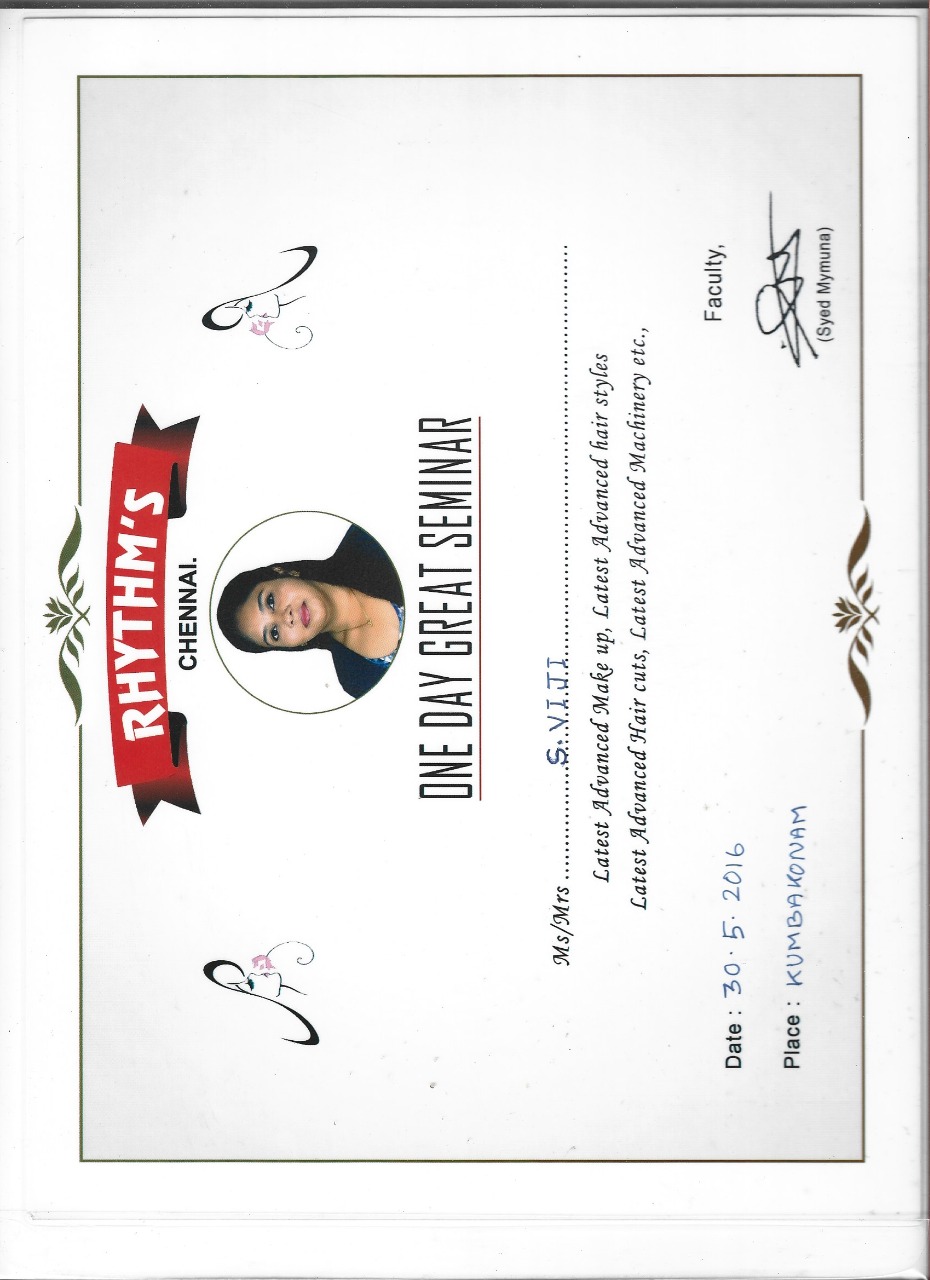 RHYTHM'S
CHENNAI.
ONE DAY GREAT SEMINAR
Ms/Mrs ..................S. VIJI..................................................................
Latest Advanced Make up, Latest Advanced hair styles
Latest Advanced Hair cuts, Latest Advanced Machinery etc.,
Faculty,
Date : 30. 5. 2016
Place : KUMBAKONAM
(Syed Mymuna)